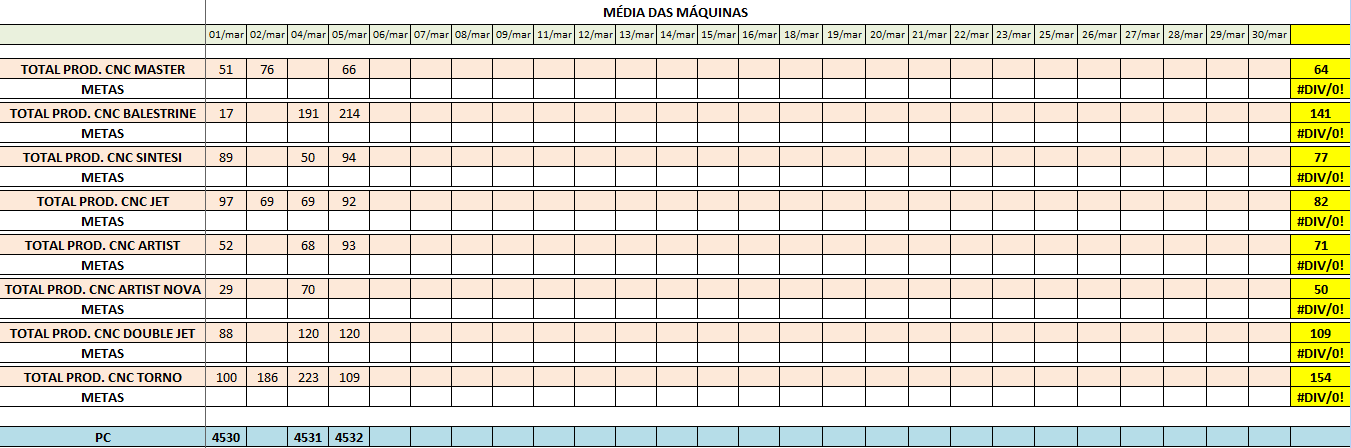 MÉDIA DAS MÁQUINAS
01/mar 02/mar 04/mar 05/mar 06/mar 07/mar 08/mar 09/mar 11/mar 12/mar 13/mar 14/mar 15/mar 16/mar 18/mar 19/mar 20/mar 21/mar 22/mar 23/mar 25/mar 26/mar 27/mar 28/mar 29/mar 30/mar
TOTAL PROD. CNC MASTER 51 76 66 64
METAS #DIV/0!
TOTAL PROD. CNC BALESTRINE 17 191 214 141
METAS #DIV/0!
TOTAL PROD. CNC SINTESI 89 50 94 77
METAS #DIV/0!
TOTAL PROD. CNC JET 97 69 69 92 82
METAS #DIV/0!
TOTAL PROD. CNC ARTIST 52 68 93 71
METAS #DIV/0!
TOTAL PROD. CNC ARTIST NOVA 29 70 50
METAS #DIV/0!
TOTAL PROD. CNC DOUBLE JET 88 120 120 109
METAS #DIV/0!
TOTAL PROD. CNC TORNO 100 186 223 109 154
METAS #DIV/0!
PC 4530 4531 4532